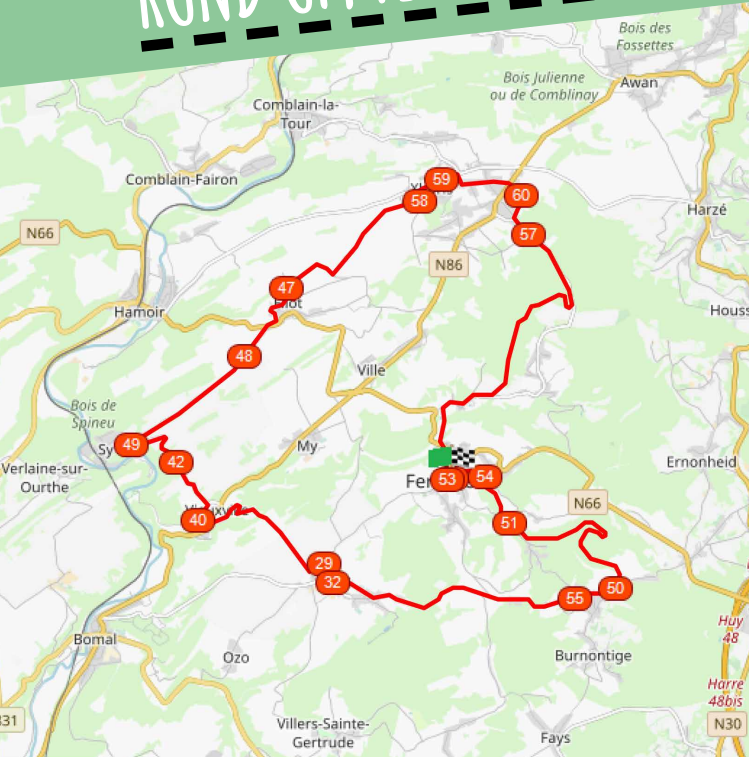 ROND
Bois des
Fossettes
Bois Julienne
ou de Comblinay
Awan
Comblain-la-
Tour
Comblain-Fairon
59
58
60
Harzé
N66
57
N86
47
Hamoir
Houss
48
Ville
Bois de
Spineu
49
Sy
My
42
Verlaine-sur-
Ourthe
53
54
Ernonheid
N66
40
51
29
32
50
55
Huy
48
Bomal
Ozo
Burnontige
Harre
48bis
31
N30
Villers-Sainte-
Gertrude
Fays